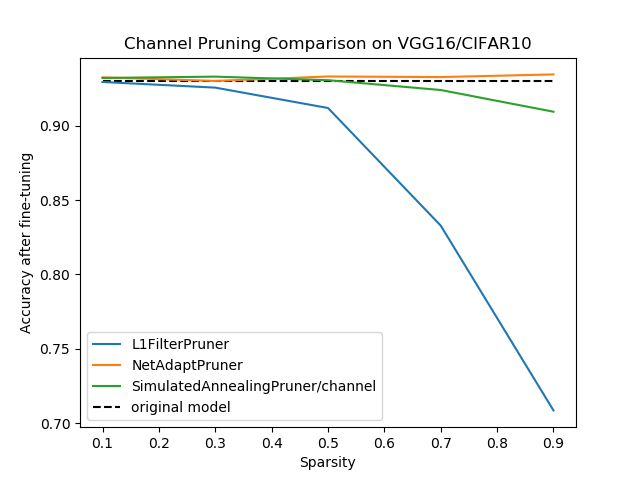 Channel Pruning Comparison on VGG16/CIFAR10
Accuracy after fine-tuning
0.90
0.85
0.80
0.75
0.70
L1FilterPruner
NetAdaptPruner
SimulatedAnnealingPruner/channel
original model
0.1 0.2 0.3 0.4 0.5 0.6 0.7 0.8 0.9
Sparsity